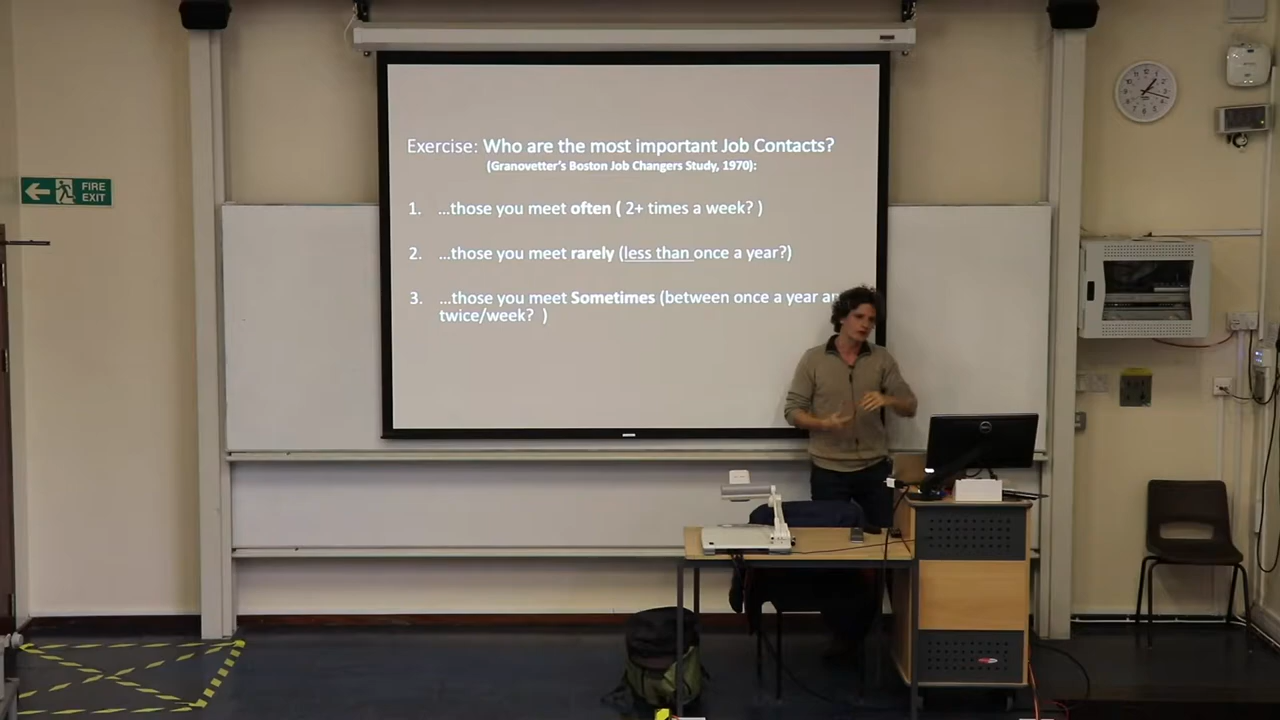 Exercise: Who are the most important Job Contacts?
(Granovetter's Boston Job Changers Study, 1970):
1. ...those you meet often ( 2+ times a week? )
2. ...those you meet rarely (less than once a year?)
3. ...those you meet Sometimes (between once a year
twice/week? )
FIRE
EXIT
DELL